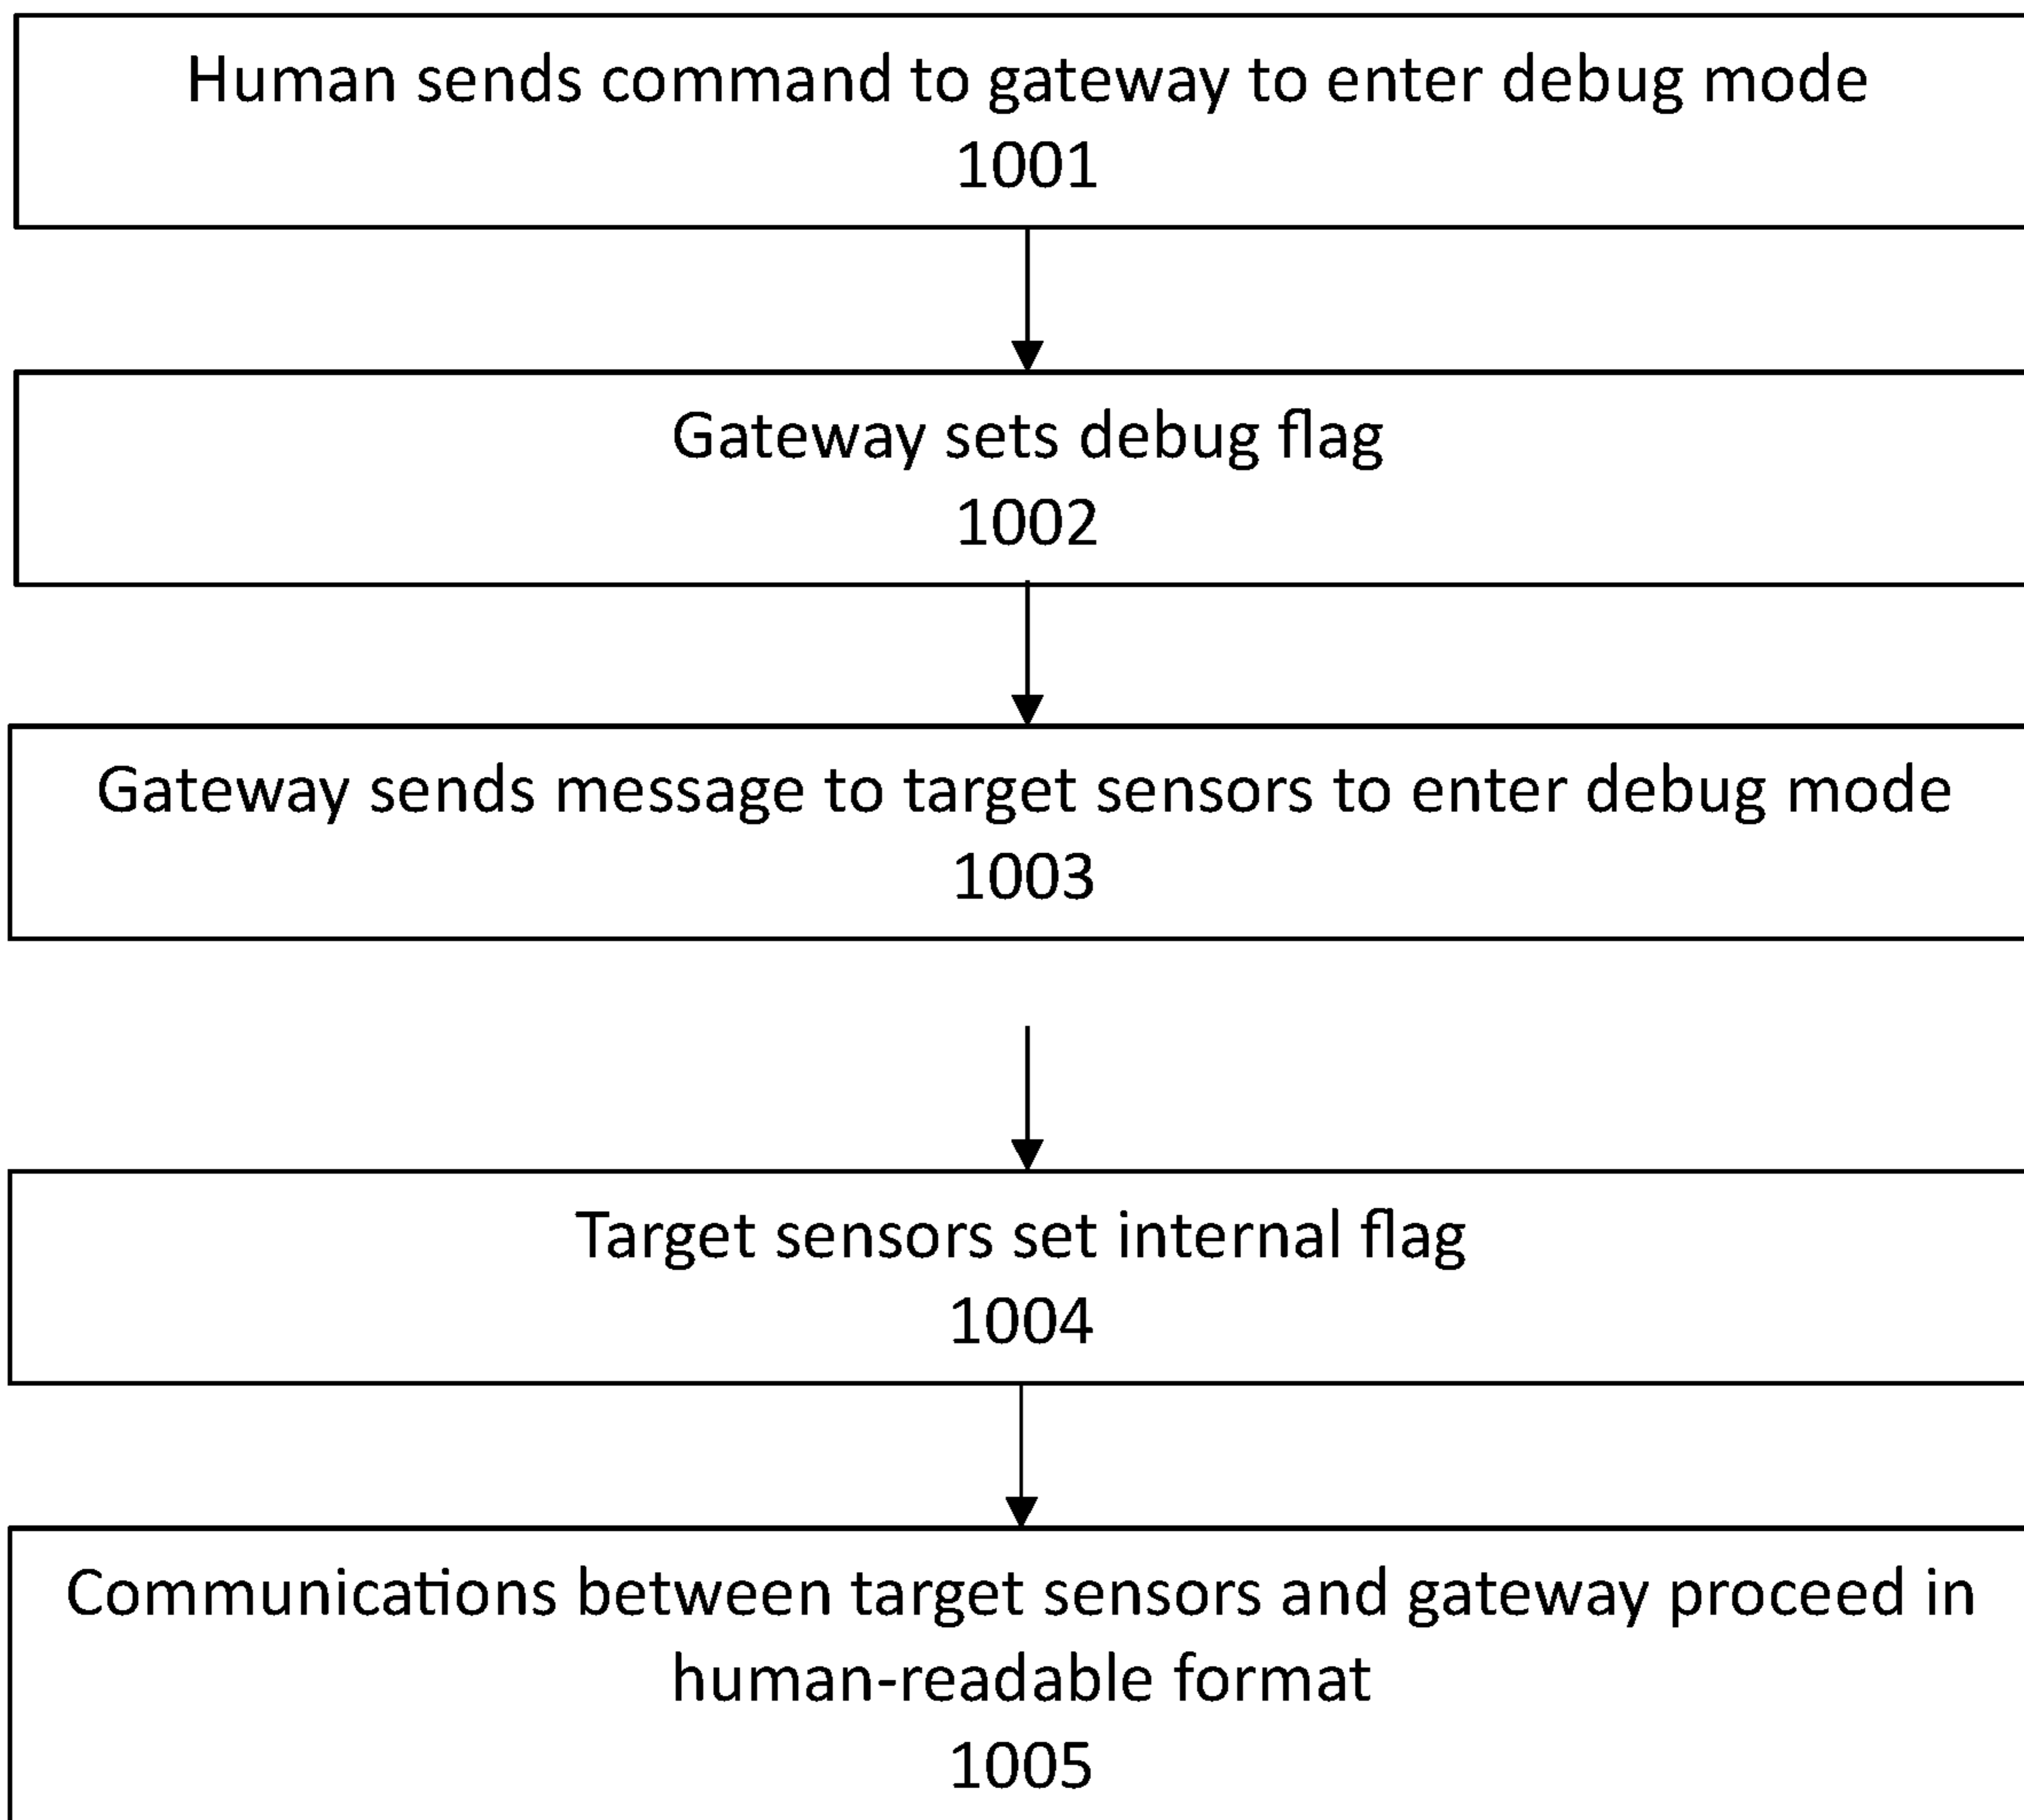 Human sends command to gateway to enter debug mode
1001
Gateway sets debug flag
1002
Gateway sends message to target sensors to enter debug mode
1003
Target sensors set internal flag
1004
Communications between target sensors and gateway proceed in
human-readable format
1005